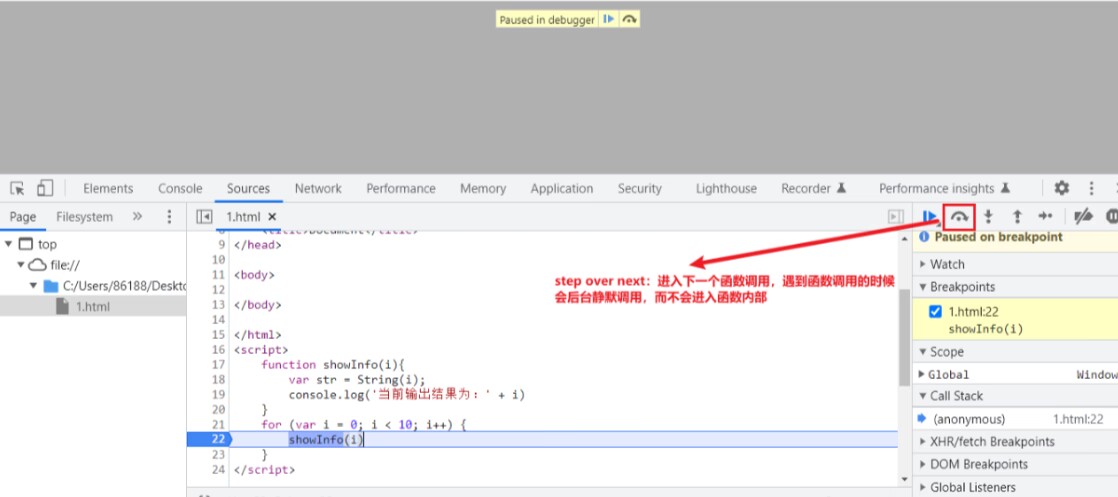 Paused in debugger
Elements Console Sources Network Performance Memory Application Security Lighthouse Recorder Performance insights
Page Filesystem »
1.html ×
top
file://
C:/Users/86188/Deskto
1.html
8 <title>Document</title>
9 </head>
10
11 <body>
12
13 </body>
14
15 </html>
16 <script>
17 function showInfo(i){
18 var str = String(i);
19 console.log('当前输出结果为:' + i)
20 }
21 for (var i = 0; i < 10; i++) {
22 showInfo(i)
23 }
24 </script>
step over next:进入下一个函数调用,遇到函数调用的时候
会后台静默调用,而不会进入函数内部
Paused on breakpoint
Watch
Breakpoints
1.html:22
showInfo(i)
Scope
Global Window
Call Stack
(anonymous) 1.html:22
XHR/fetch Breakpoints
DOM Breakpoints
Global Listeners